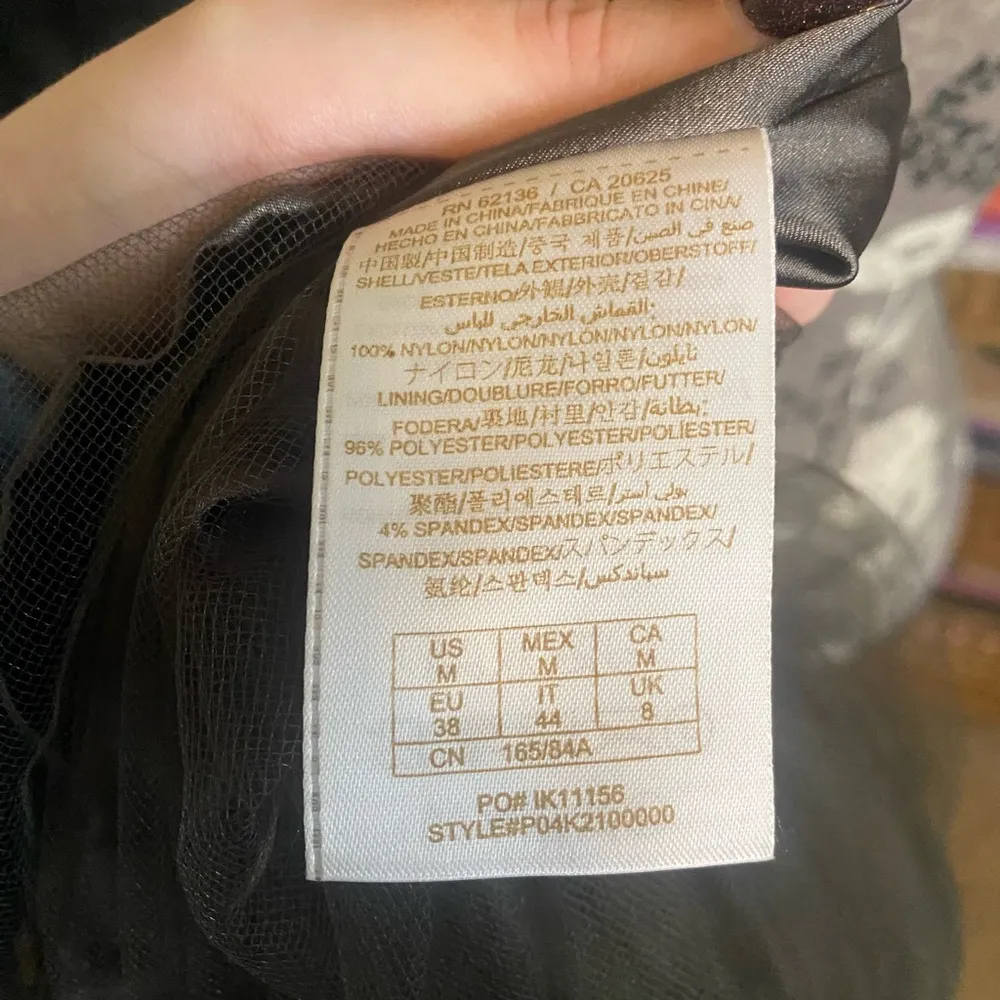 RN 62136 / CA 20625
MADE IN CHINA/FABRIQUE EN CHINE/
HECHO EN CHINA/FABBRICATO IN CINA/
中国製/中国制造/중국 제품/صنع في الصين
SHELL/VESTE/TELA EXTERIOR/OBERSTOFF/
ESTERNO/外観/外壳/겉감/
القماش الخارجي للباس:
100% NYLON/NYLON/NYLON/NYLON/NYLON/
ナイロン/尼龙/나일론/نايلون
LINING/DOUBLURE/FORRO/FUTTER/
FODERA/裏地/衬里/안감/بطانه:
96% POLYESTER/POLYESTER/POLIESTER/
POLYESTER/POLIESTERE/ポリエステル/
聚酯/폴리에스테르/بولي استر
4% SPANDEX/SPANDEX/SPANDEX/
SPANDEX/SPANDEX/スパンデックス/
氨纶/스판덱스/سباندكس
US MEX CA
M M M
EU IT UK
38 44 8
CN 165/84A
PO# IK11156
STYLE#P04K2100000